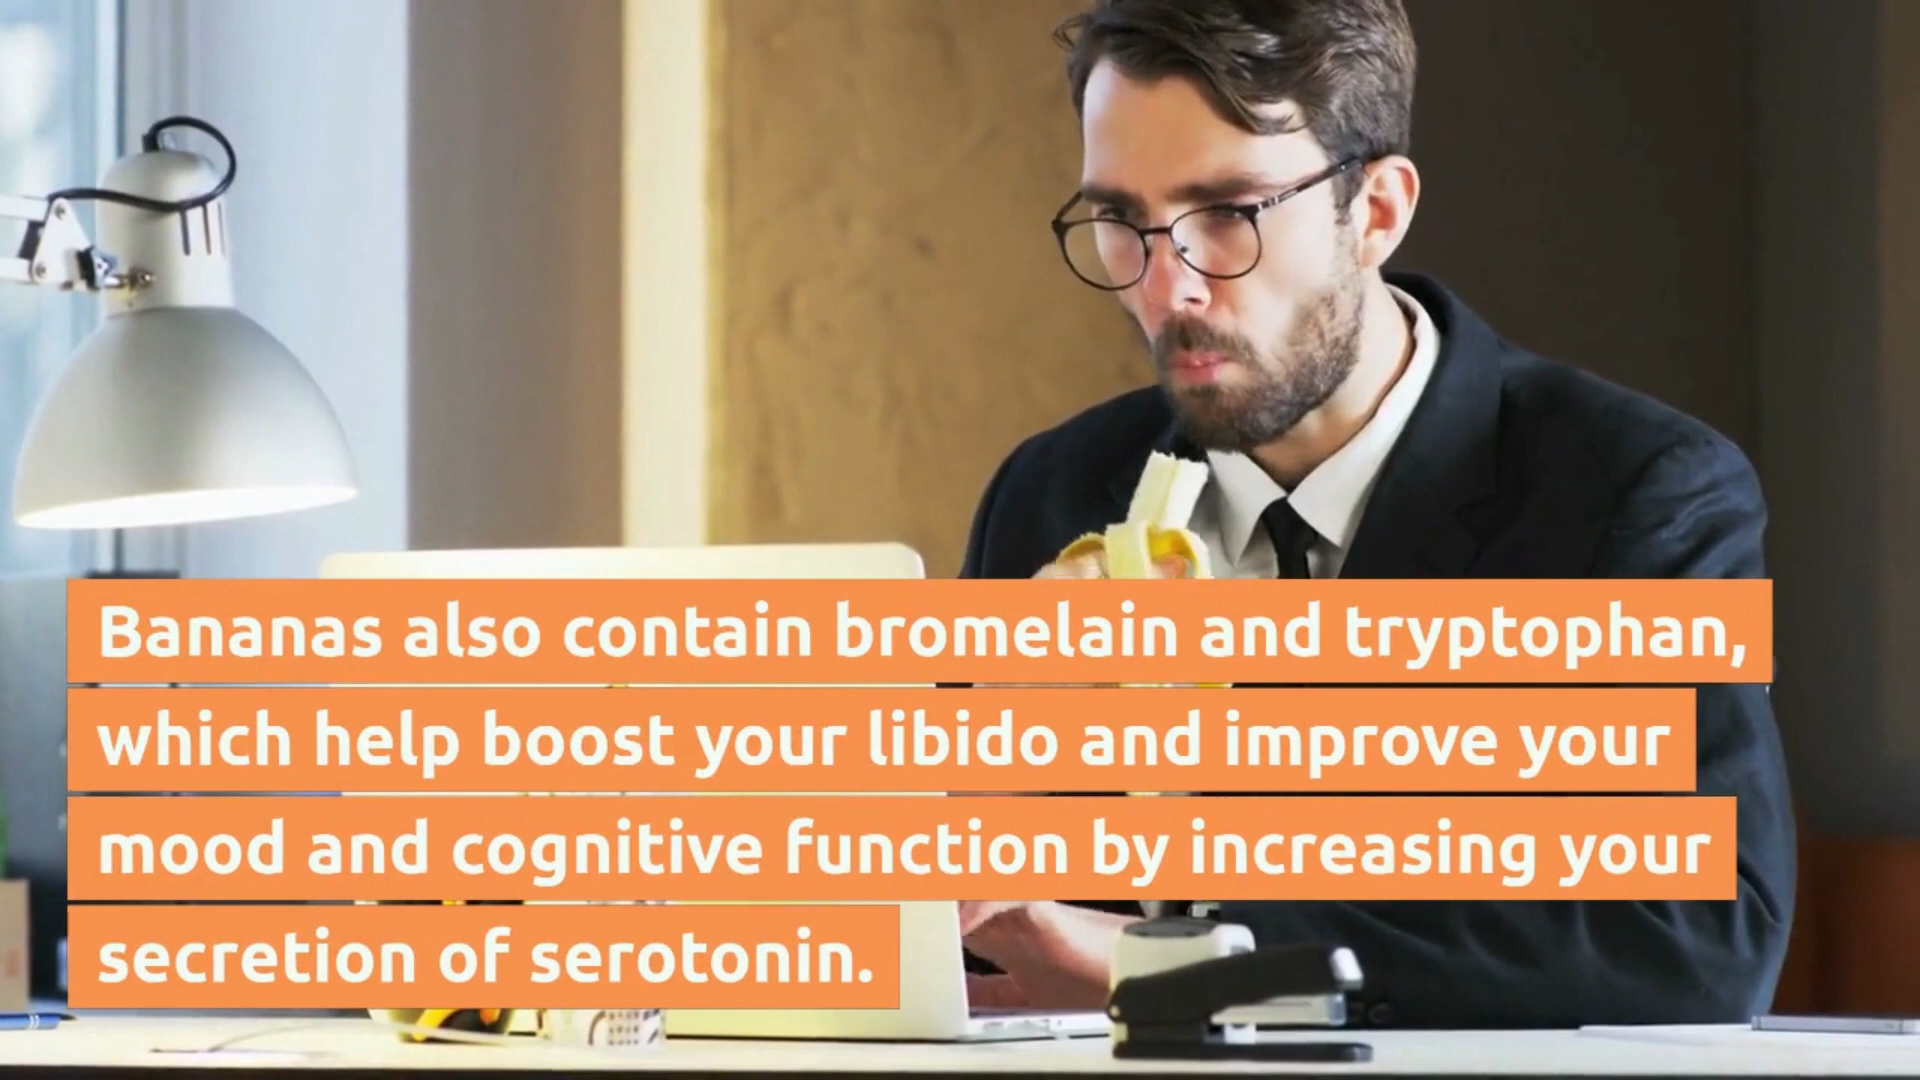 Bananas also contain bromelain and tryptophan,
which help boost your libido and improve your
mood and cognitive function by increasing your
secretion of serotonin.